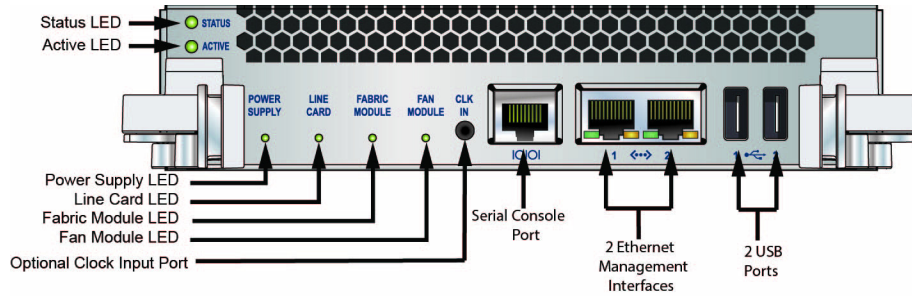 Status LED
STATUS
Active LED
ACTIVE
POWER SUPPLY
LINE CARD
FABRIC MODULE
FAN MODULE
CLK IN
IOIOI
1
2
1
2
Power Supply LED
Line Card LED
Fabric Module LED
Fan Module LED
Optional Clock Input Port
Serial Console
Port
2 Ethernet
Management
Interfaces
2 USB
Ports